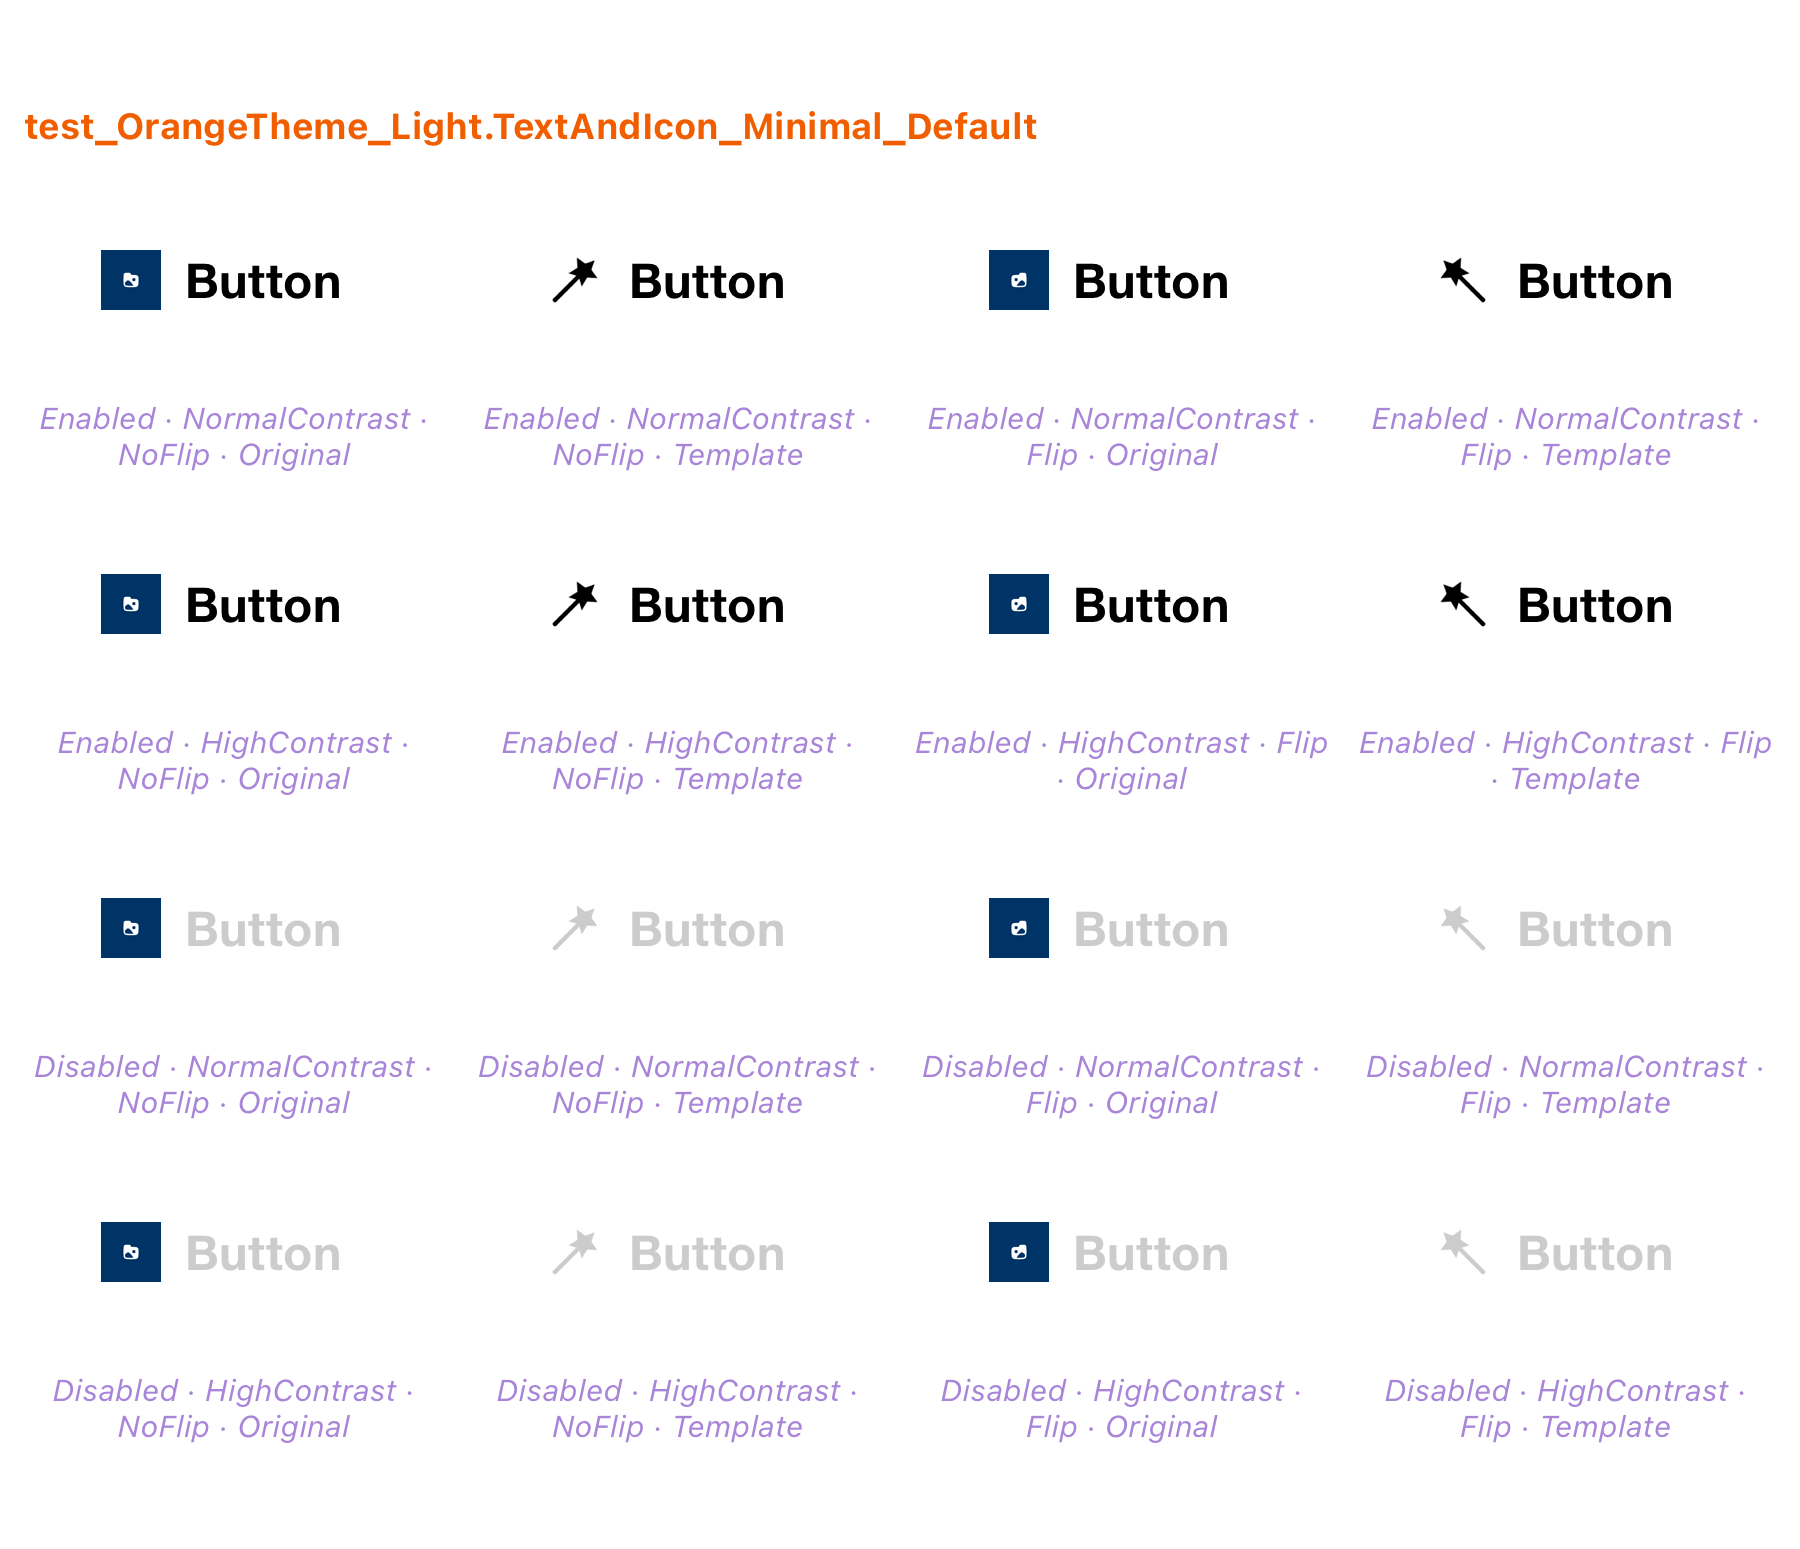 test_OrangeTheme_Light.TextAndIcon_Minimal_Default
Button Button Button Button
Enabled · NormalContrast · Enabled · NormalContrast · Enabled · NormalContrast · Enabled · NormalContrast ·
NoFlip · Original NoFlip · Template Flip · Original Flip · Template
Button Button Button Button
Enabled · HighContrast · Enabled · HighContrast · Enabled · HighContrast · Flip Enabled · HighContrast · Flip
NoFlip · Original NoFlip · Template · Original · Template
Button Button Button Button
Disabled · NormalContrast · Disabled · NormalContrast · Disabled · NormalContrast · Disabled · NormalContrast ·
NoFlip · Original NoFlip · Template Flip · Original Flip · Template
Button Button Button Button
Disabled · HighContrast · Disabled · HighContrast · Disabled · HighContrast · Disabled · HighContrast ·
NoFlip · Original NoFlip · Template Flip · Original Flip · Template